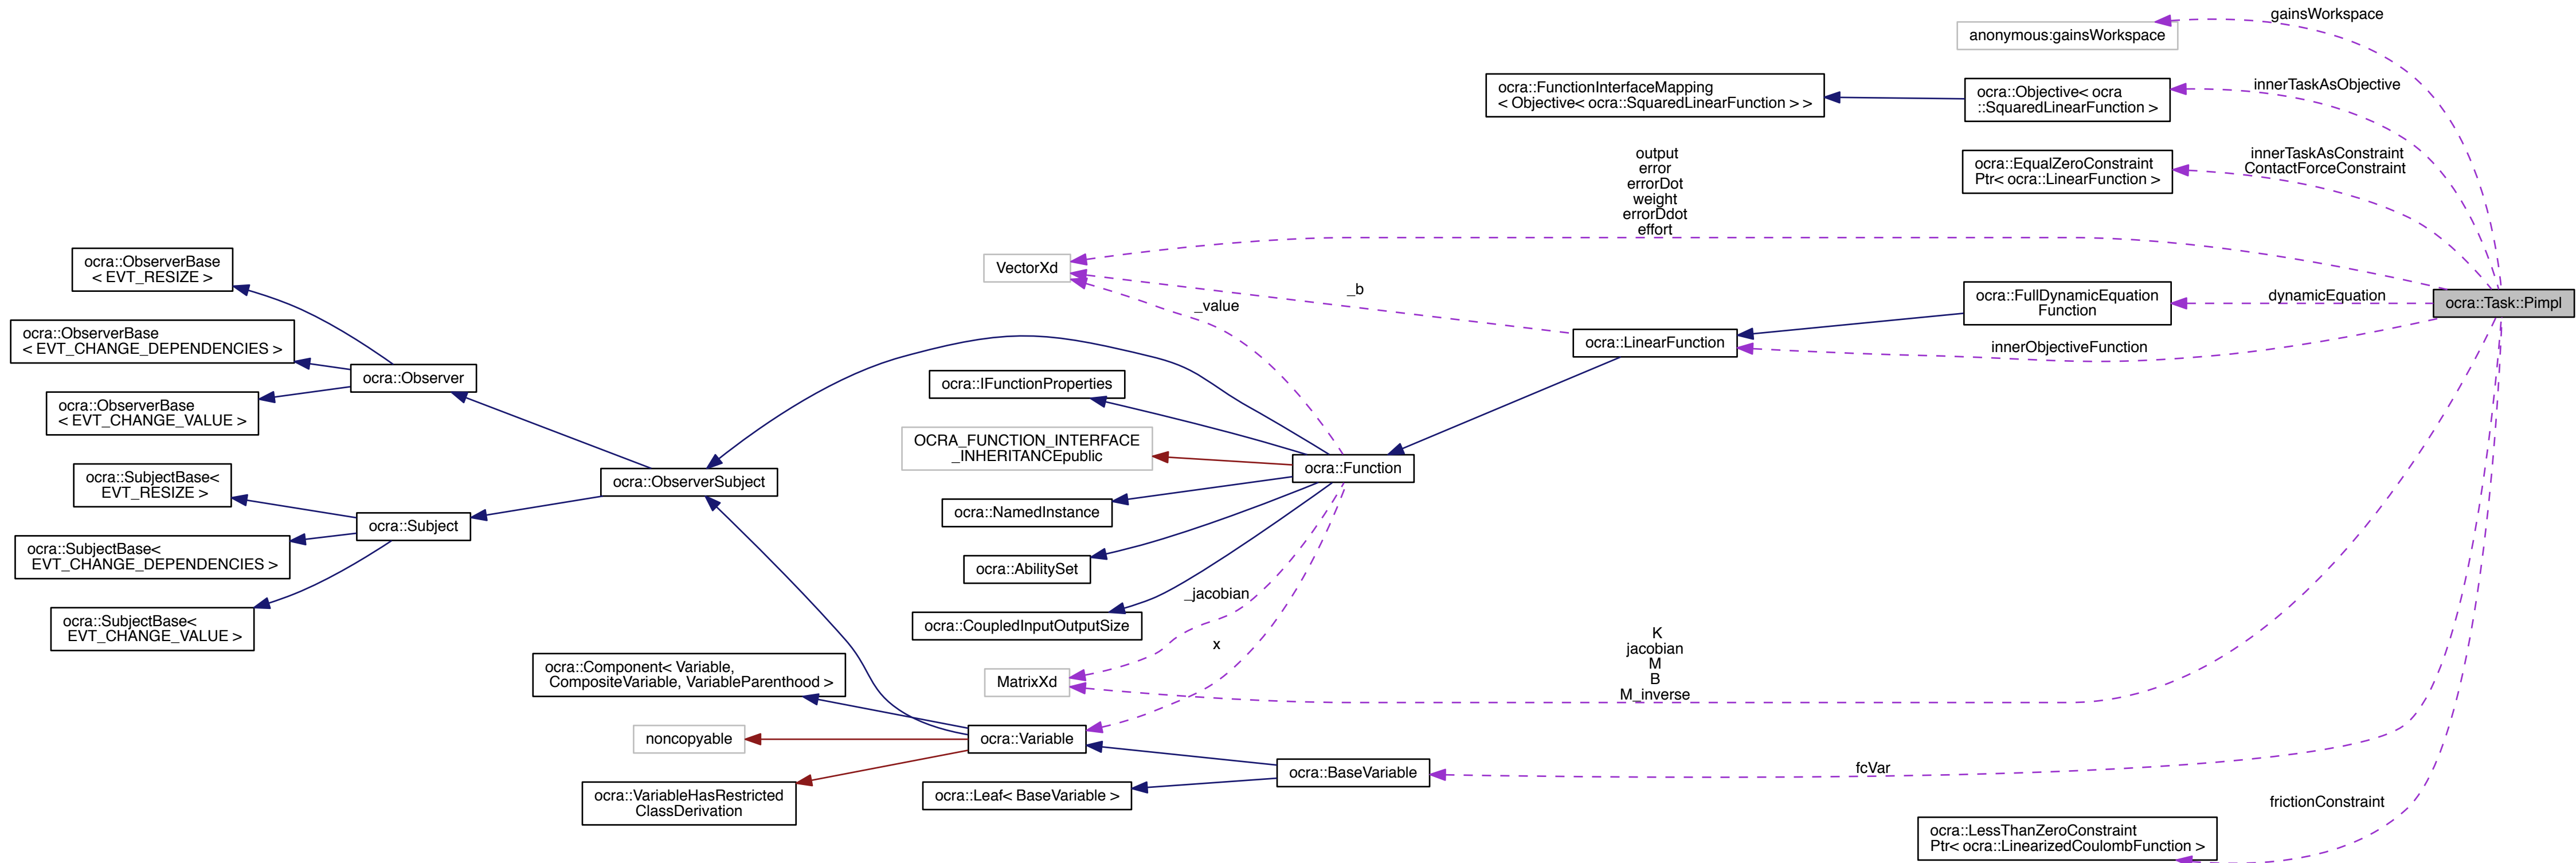 gainsWorkspace
anonymous:gainsWorkspace
ocra::FunctionInterfaceMapping
< Objective< ocra::SquaredLinearFunction > >
ocra::Objective< ocra
::SquaredLinearFunction >
innerTaskAsObjective
output
error
errorDot
weight
errorDdot
effort
ocra::EqualZeroConstraint
Ptr< ocra::LinearFunction >
innerTaskAsConstraint
ContactForceConstraint
ocra::ObserverBase
< EVT_RESIZE >
VectorXd
_b
_value
ocra::FullDynamicEquation
Function
dynamicEquation
ocra::Task::Pimpl
ocra::ObserverBase
< EVT_CHANGE_DEPENDENCIES >
ocra::LinearFunction
innerObjectiveFunction
ocra::Observer
ocra::IFunctionProperties
ocra::ObserverBase
< EVT_CHANGE_VALUE >
OCRA_FUNCTION_INTERFACE
_INHERITANCEpublic
ocra::Function
ocra::SubjectBase<
EVT_RESIZE >
ocra::ObserverSubject
ocra::NamedInstance
ocra::Subject
ocra::SubjectBase<
EVT_CHANGE_DEPENDENCIES >
ocra::AbilitySet
_jacobian
ocra::SubjectBase<
EVT_CHANGE_VALUE >
ocra::CoupledInputOutputSize
x
K
jacobian
M
B
M_inverse
ocra::Component< Variable,
CompositeVariable, VariableParenthood >
MatrixXd
noncopyable
ocra::Variable
ocra::BaseVariable
fcVar
ocra::VariableHasRestricted
ClassDerivation
ocra::Leaf< BaseVariable >
frictionConstraint
ocra::LessThanZeroConstraint
Ptr< ocra::LinearizedCoulombFunction >